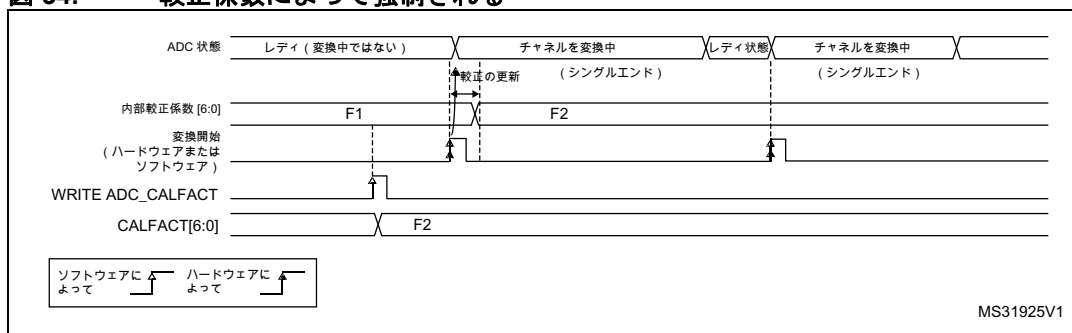 図 34. 較正係数によって強制される
ADC 状態
レディ ( 変換中ではない )
チャネルを変換中
レディ状態
チャネルを変換中
較正の更新
( シングルエンド )
( シングルエンド )
内部較正係数 [6:0]
F1
F2
変換開始
( ハードウェアまたは
ソフトウェア )
WRITE ADC_CALFACT
CALFACT[6:0]
F2
ソフトウェアに
よって
ハードウェアに
よって
MS31925V1